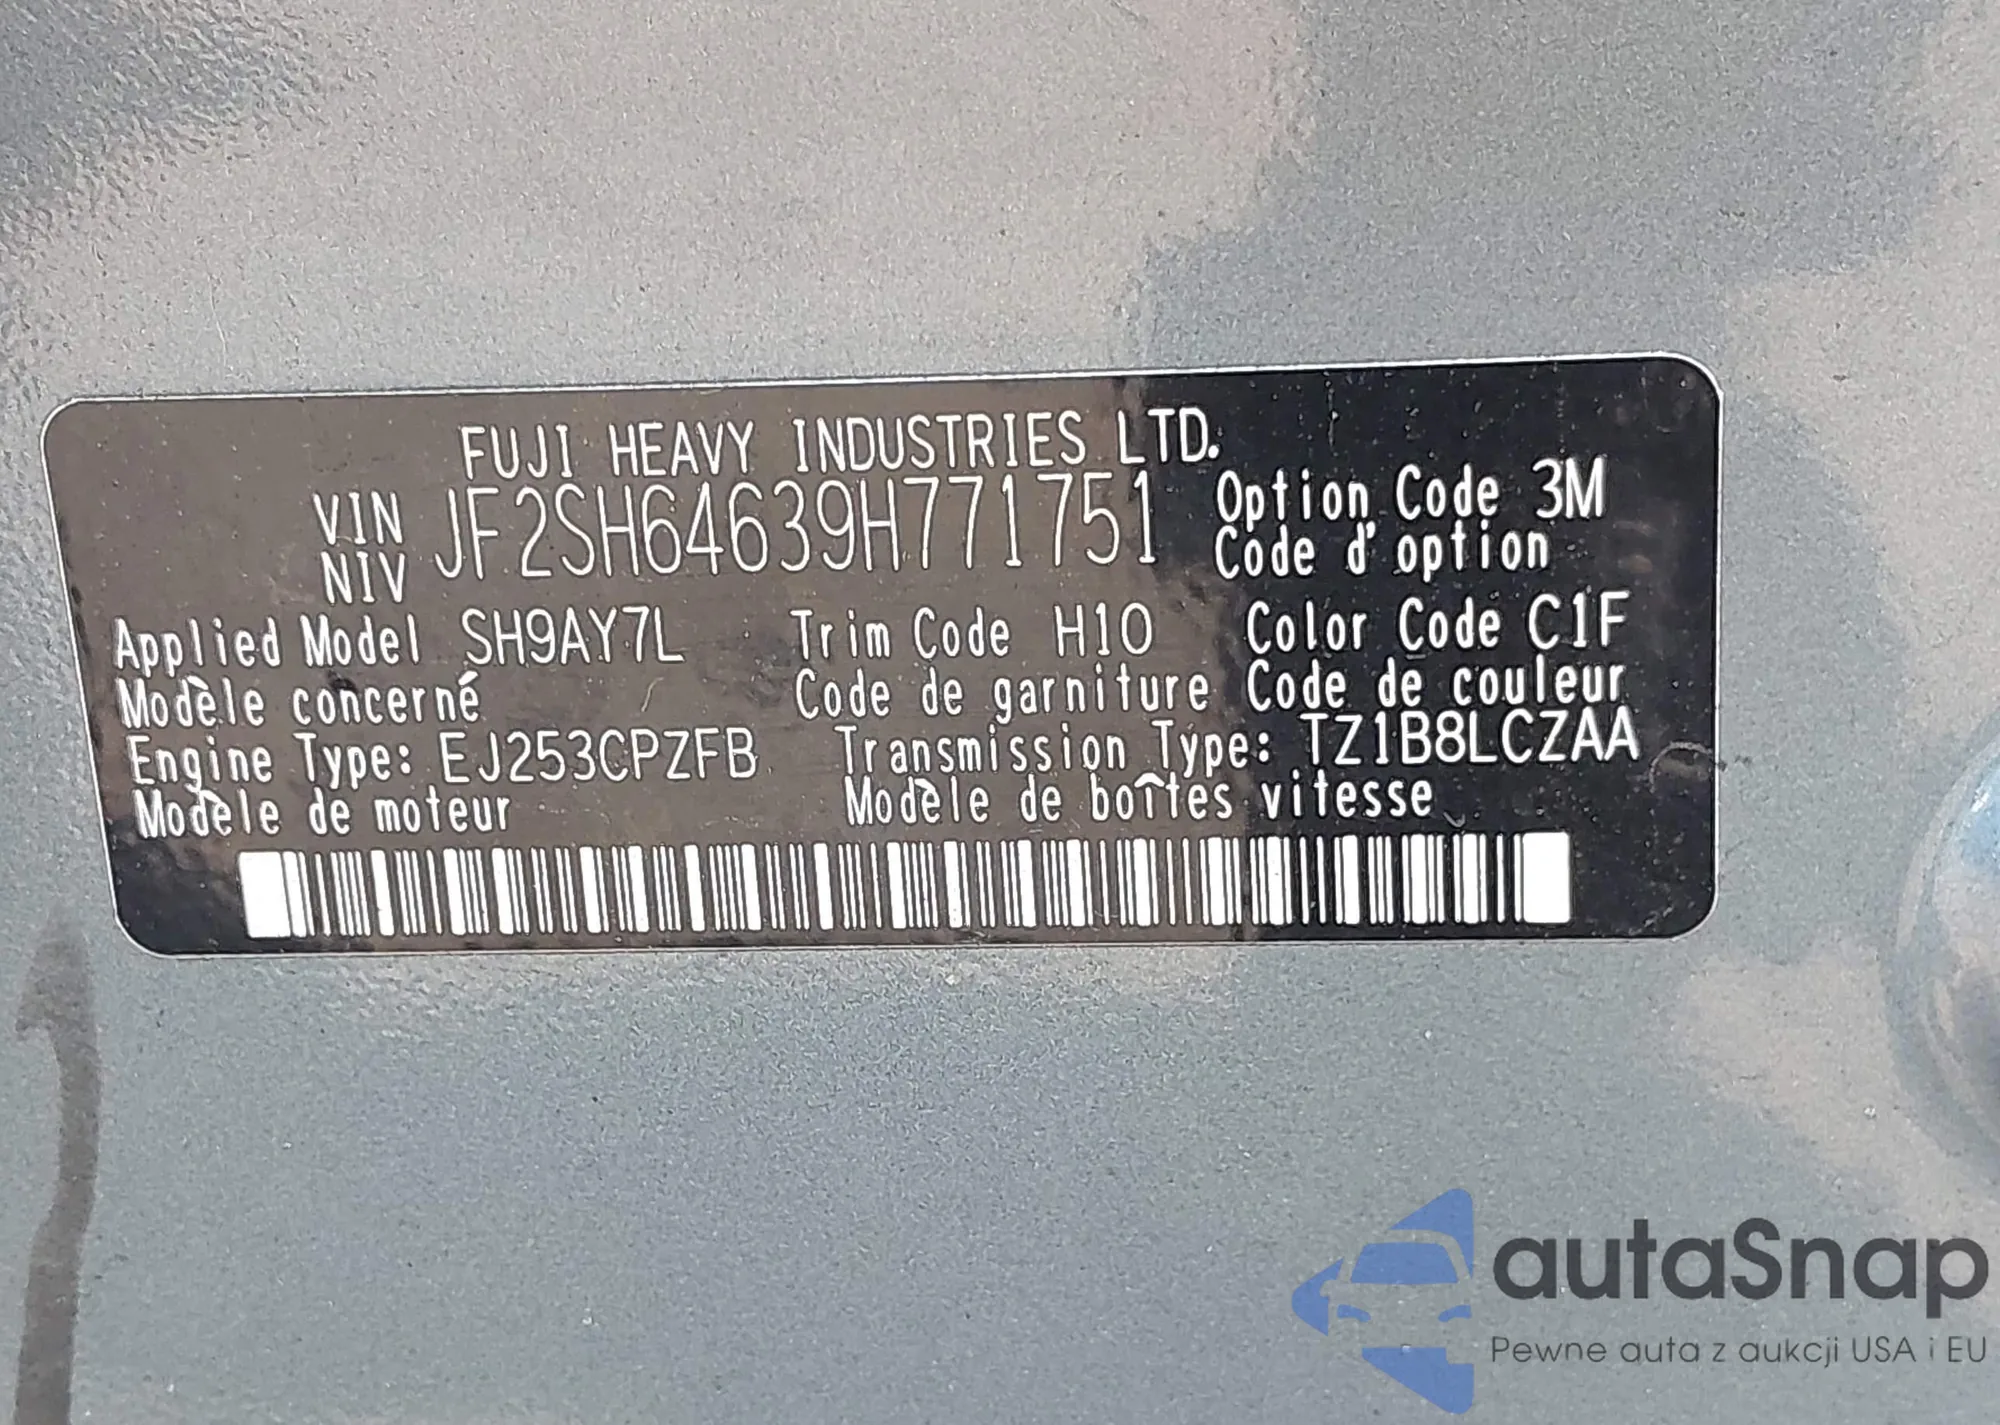 FUJI HEAVY INDUSTRIES LTD.
VIN JF2SH64639H771751 Option Code 3M
NIV Code d'option
Applied Model SH9AY7L Trim Code H10 Color Code C1F
Modèle concerné Code de garniture Code de couleur
Engine Type: EJ253CPZFB Transmission Type: TZ1B8LCZAA
Modèle de moteur Modèle de boîtes vitesse
autaSnap
Pewne auta z aukcji USA i EU